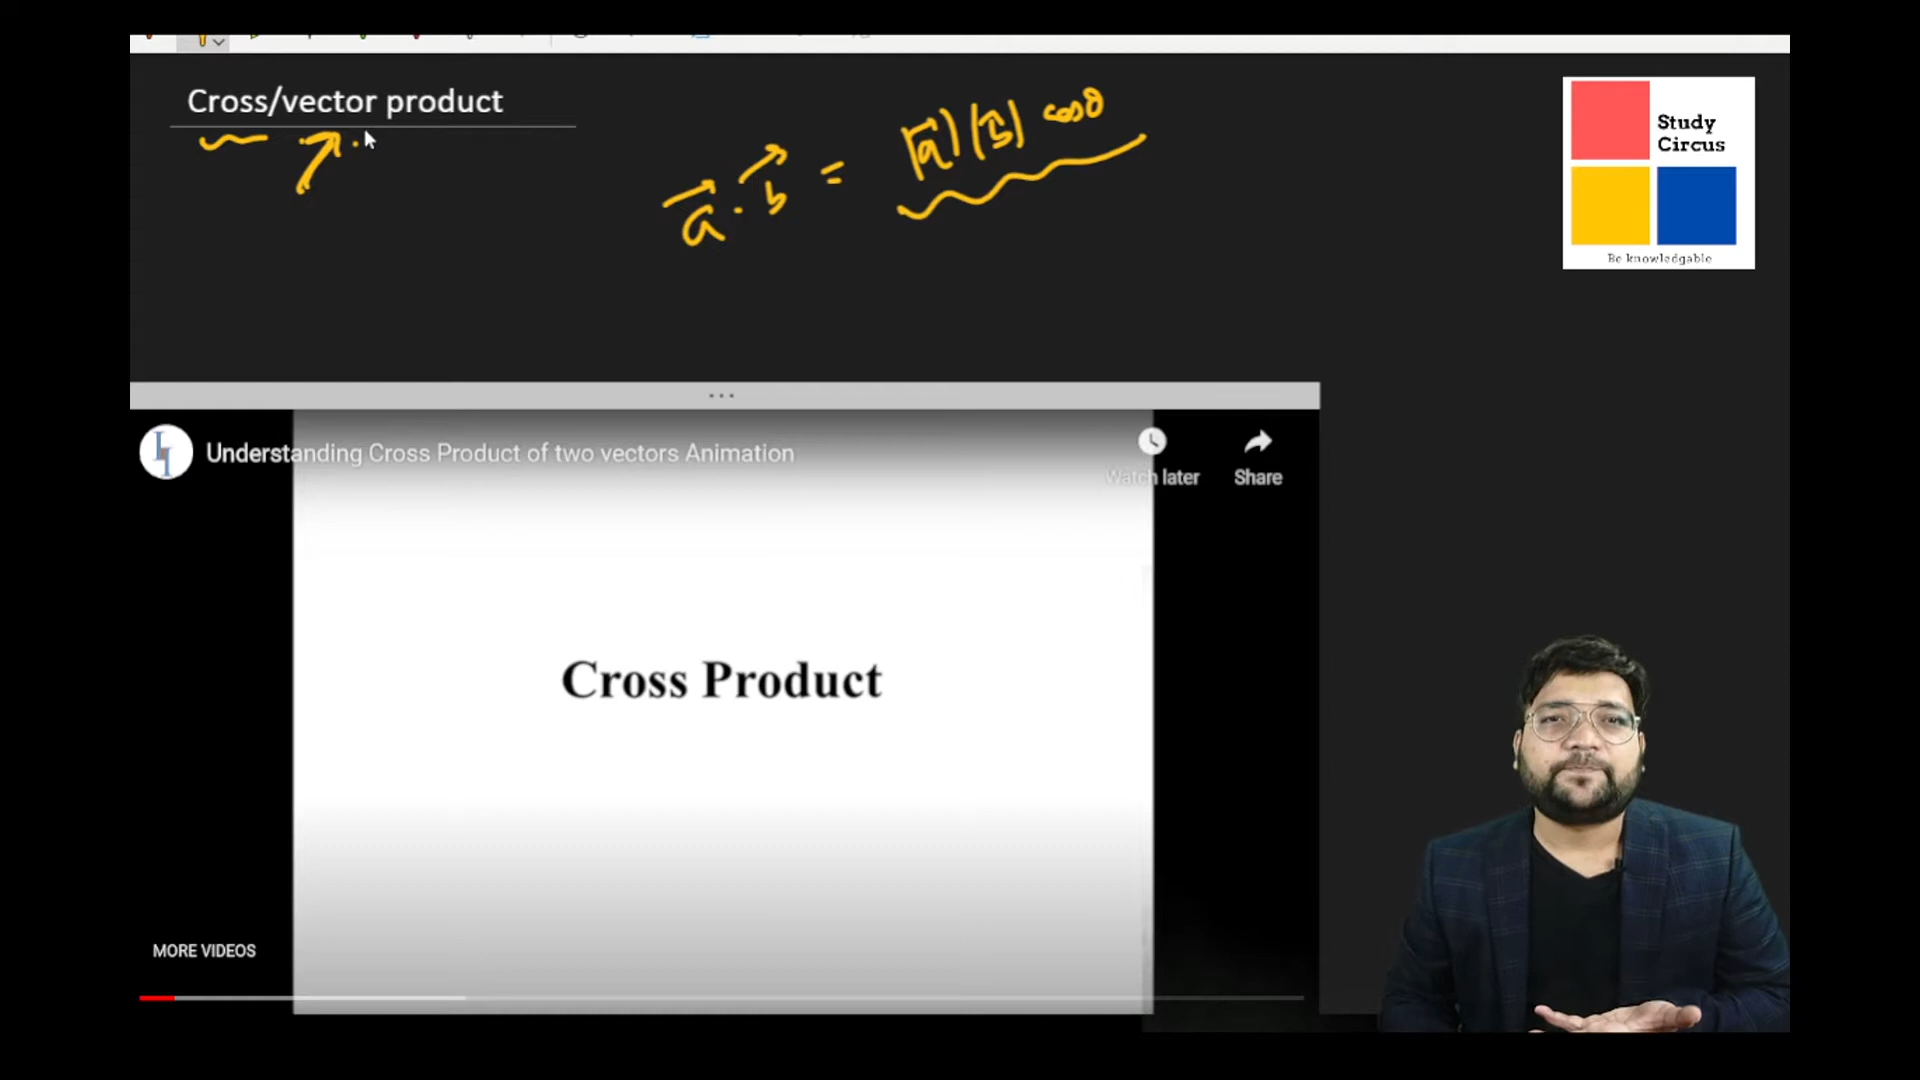 Cross/vector product
a⃗ . b⃗ = |a⃗| |b⃗| cosθ
Study
Circus
Be knowledgable
Understanding Cross Product of two vectors Animation
Watch later
Share
Cross Product
MORE VIDEOS